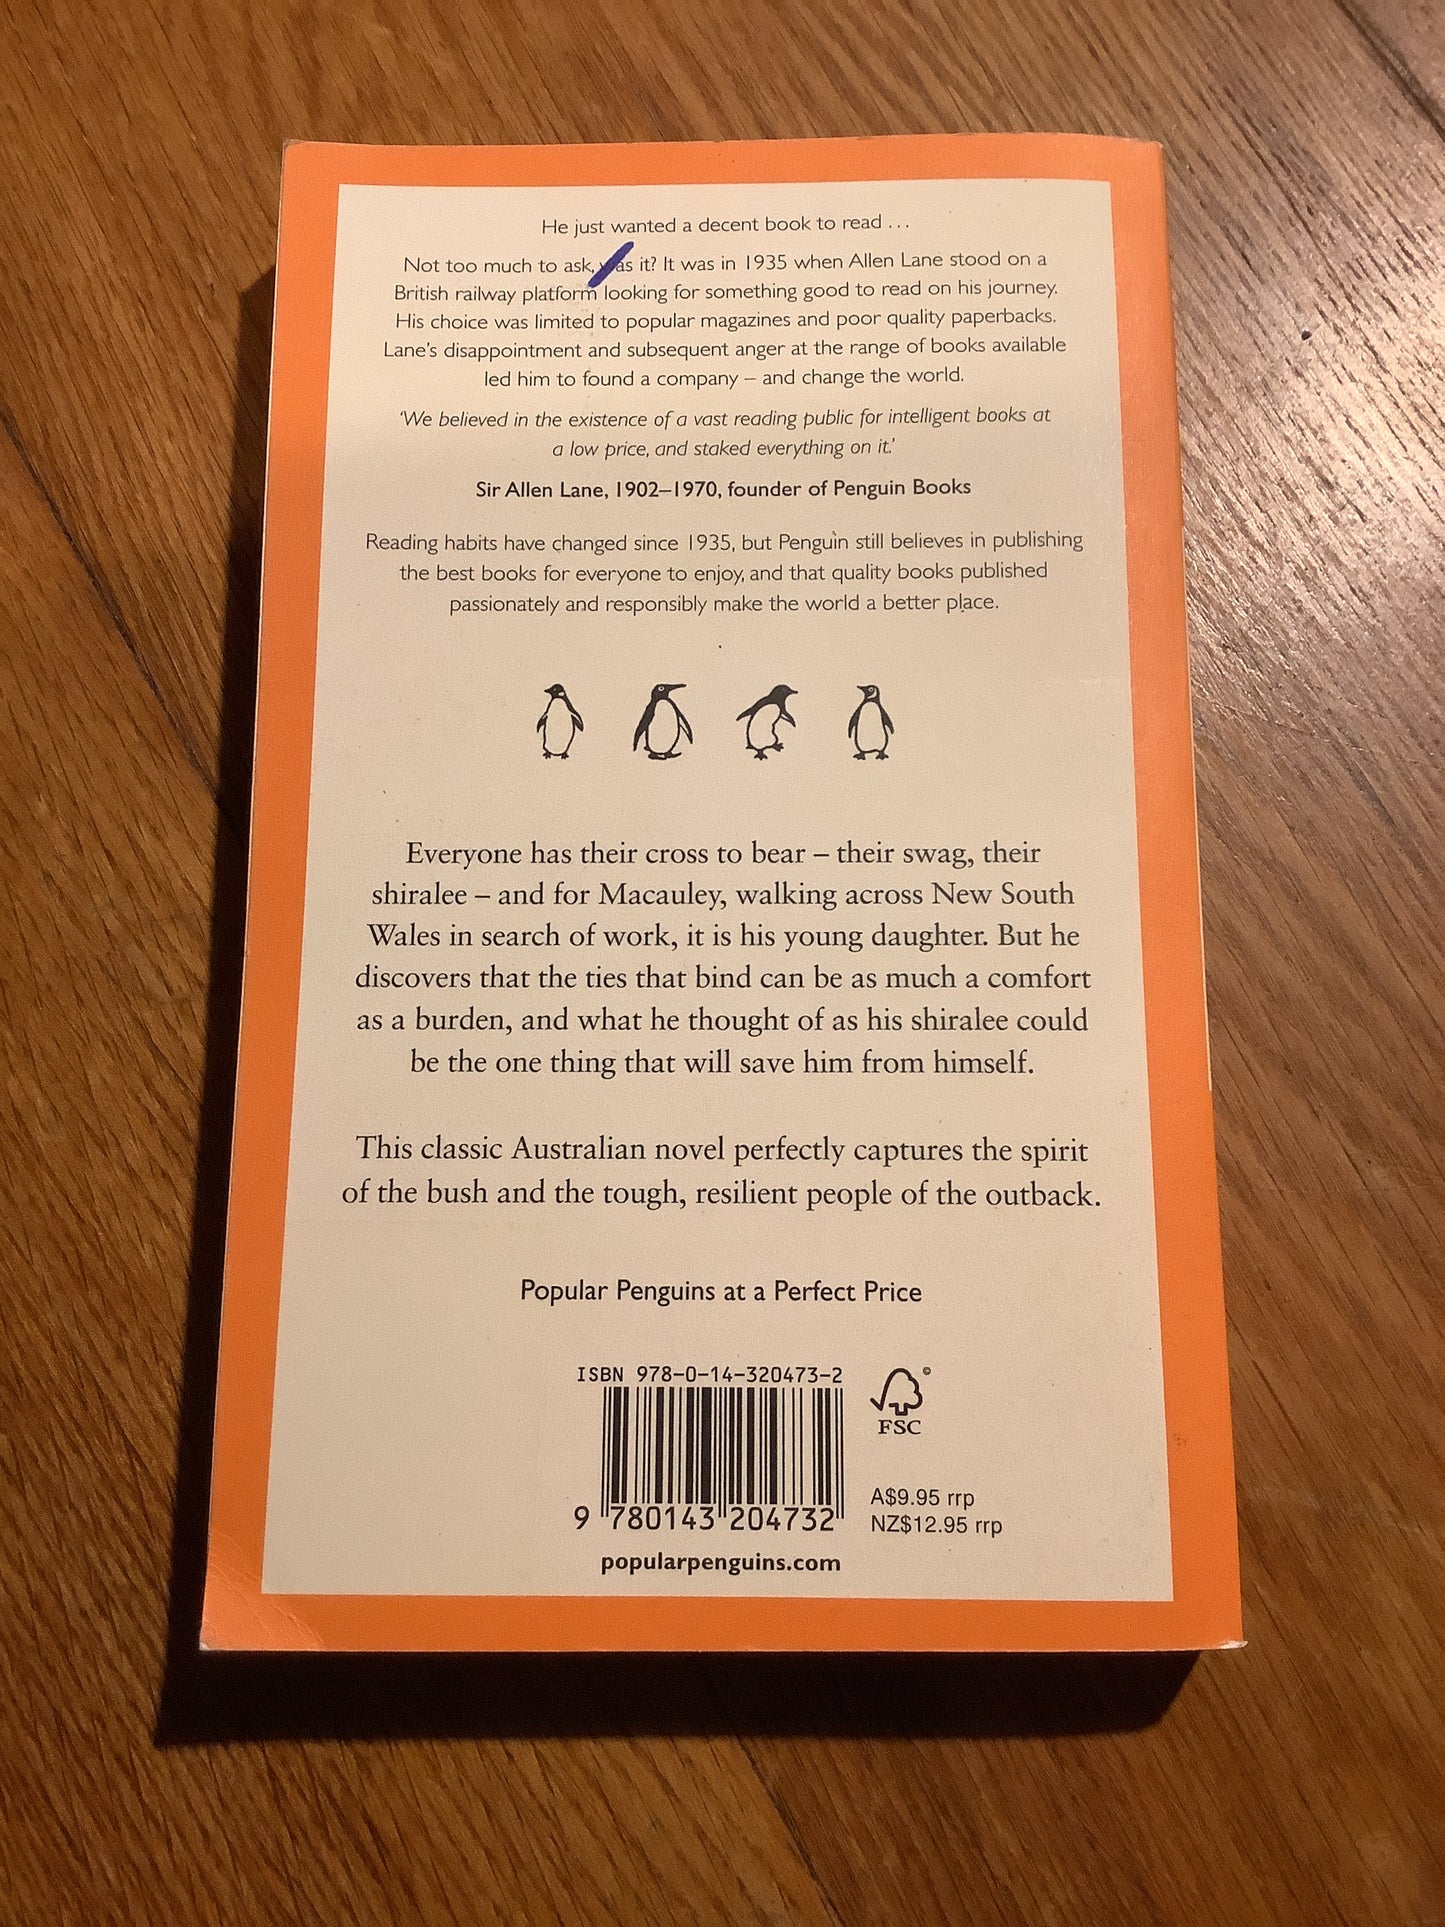 He just wanted a decent book to read ...
Not too much to ask, was it? It was in 1935 when Allen Lane stood on a
British railway platform looking for something good to read on his journey.
His choice was limited to popular magazines and poor quality paperbacks.
Lane's disappointment and subsequent anger at the range of books available
led him to found a company – and change the world.
'We believed in the existence of a vast reading public for intelligent books at
a low price, and staked everything on it.'
Sir Allen Lane, 1902–1970, founder of Penguin Books
Reading habits have changed since 1935, but Penguin still believes in publishing
the best books for everyone to enjoy, and that quality books published
passionately and responsibly make the world a better place.
Everyone has their cross to bear – their swag, their
shiralee – and for Macauley, walking across New South
Wales in search of work, it is his young daughter. But he
discovers that the ties that bind can be as much a comfort
as a burden, and what he thought of as his shiralee could
be the one thing that will save him from himself.
This classic Australian novel perfectly captures the spirit
of the bush and the tough, resilient people of the outback.
Popular Penguins at a Perfect Price
ISBN 978-0-14-320473-2
©
FSC
9 780143 204732
A$9.95 rrp
NZ$12.95 rrp
popularpenguins.com